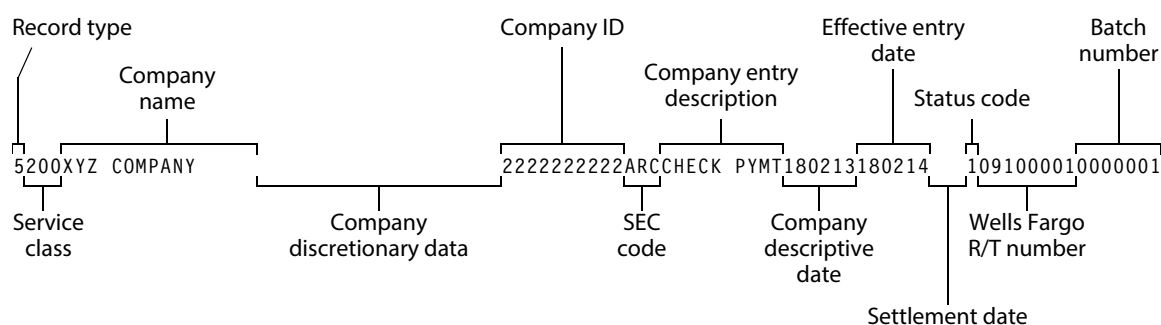 Record type
Company ID
Effective entry
date
Batch
number
Company
name
Company entry
description
Status code
5200XYZ COMPANY                                     2222222222ARCCHECK PYMT180213180214   1091000010000001
Service
class
Company
discretionary data
SEC
code
Company
descriptive
date
Wells Fargo
R/T number
Settlement date